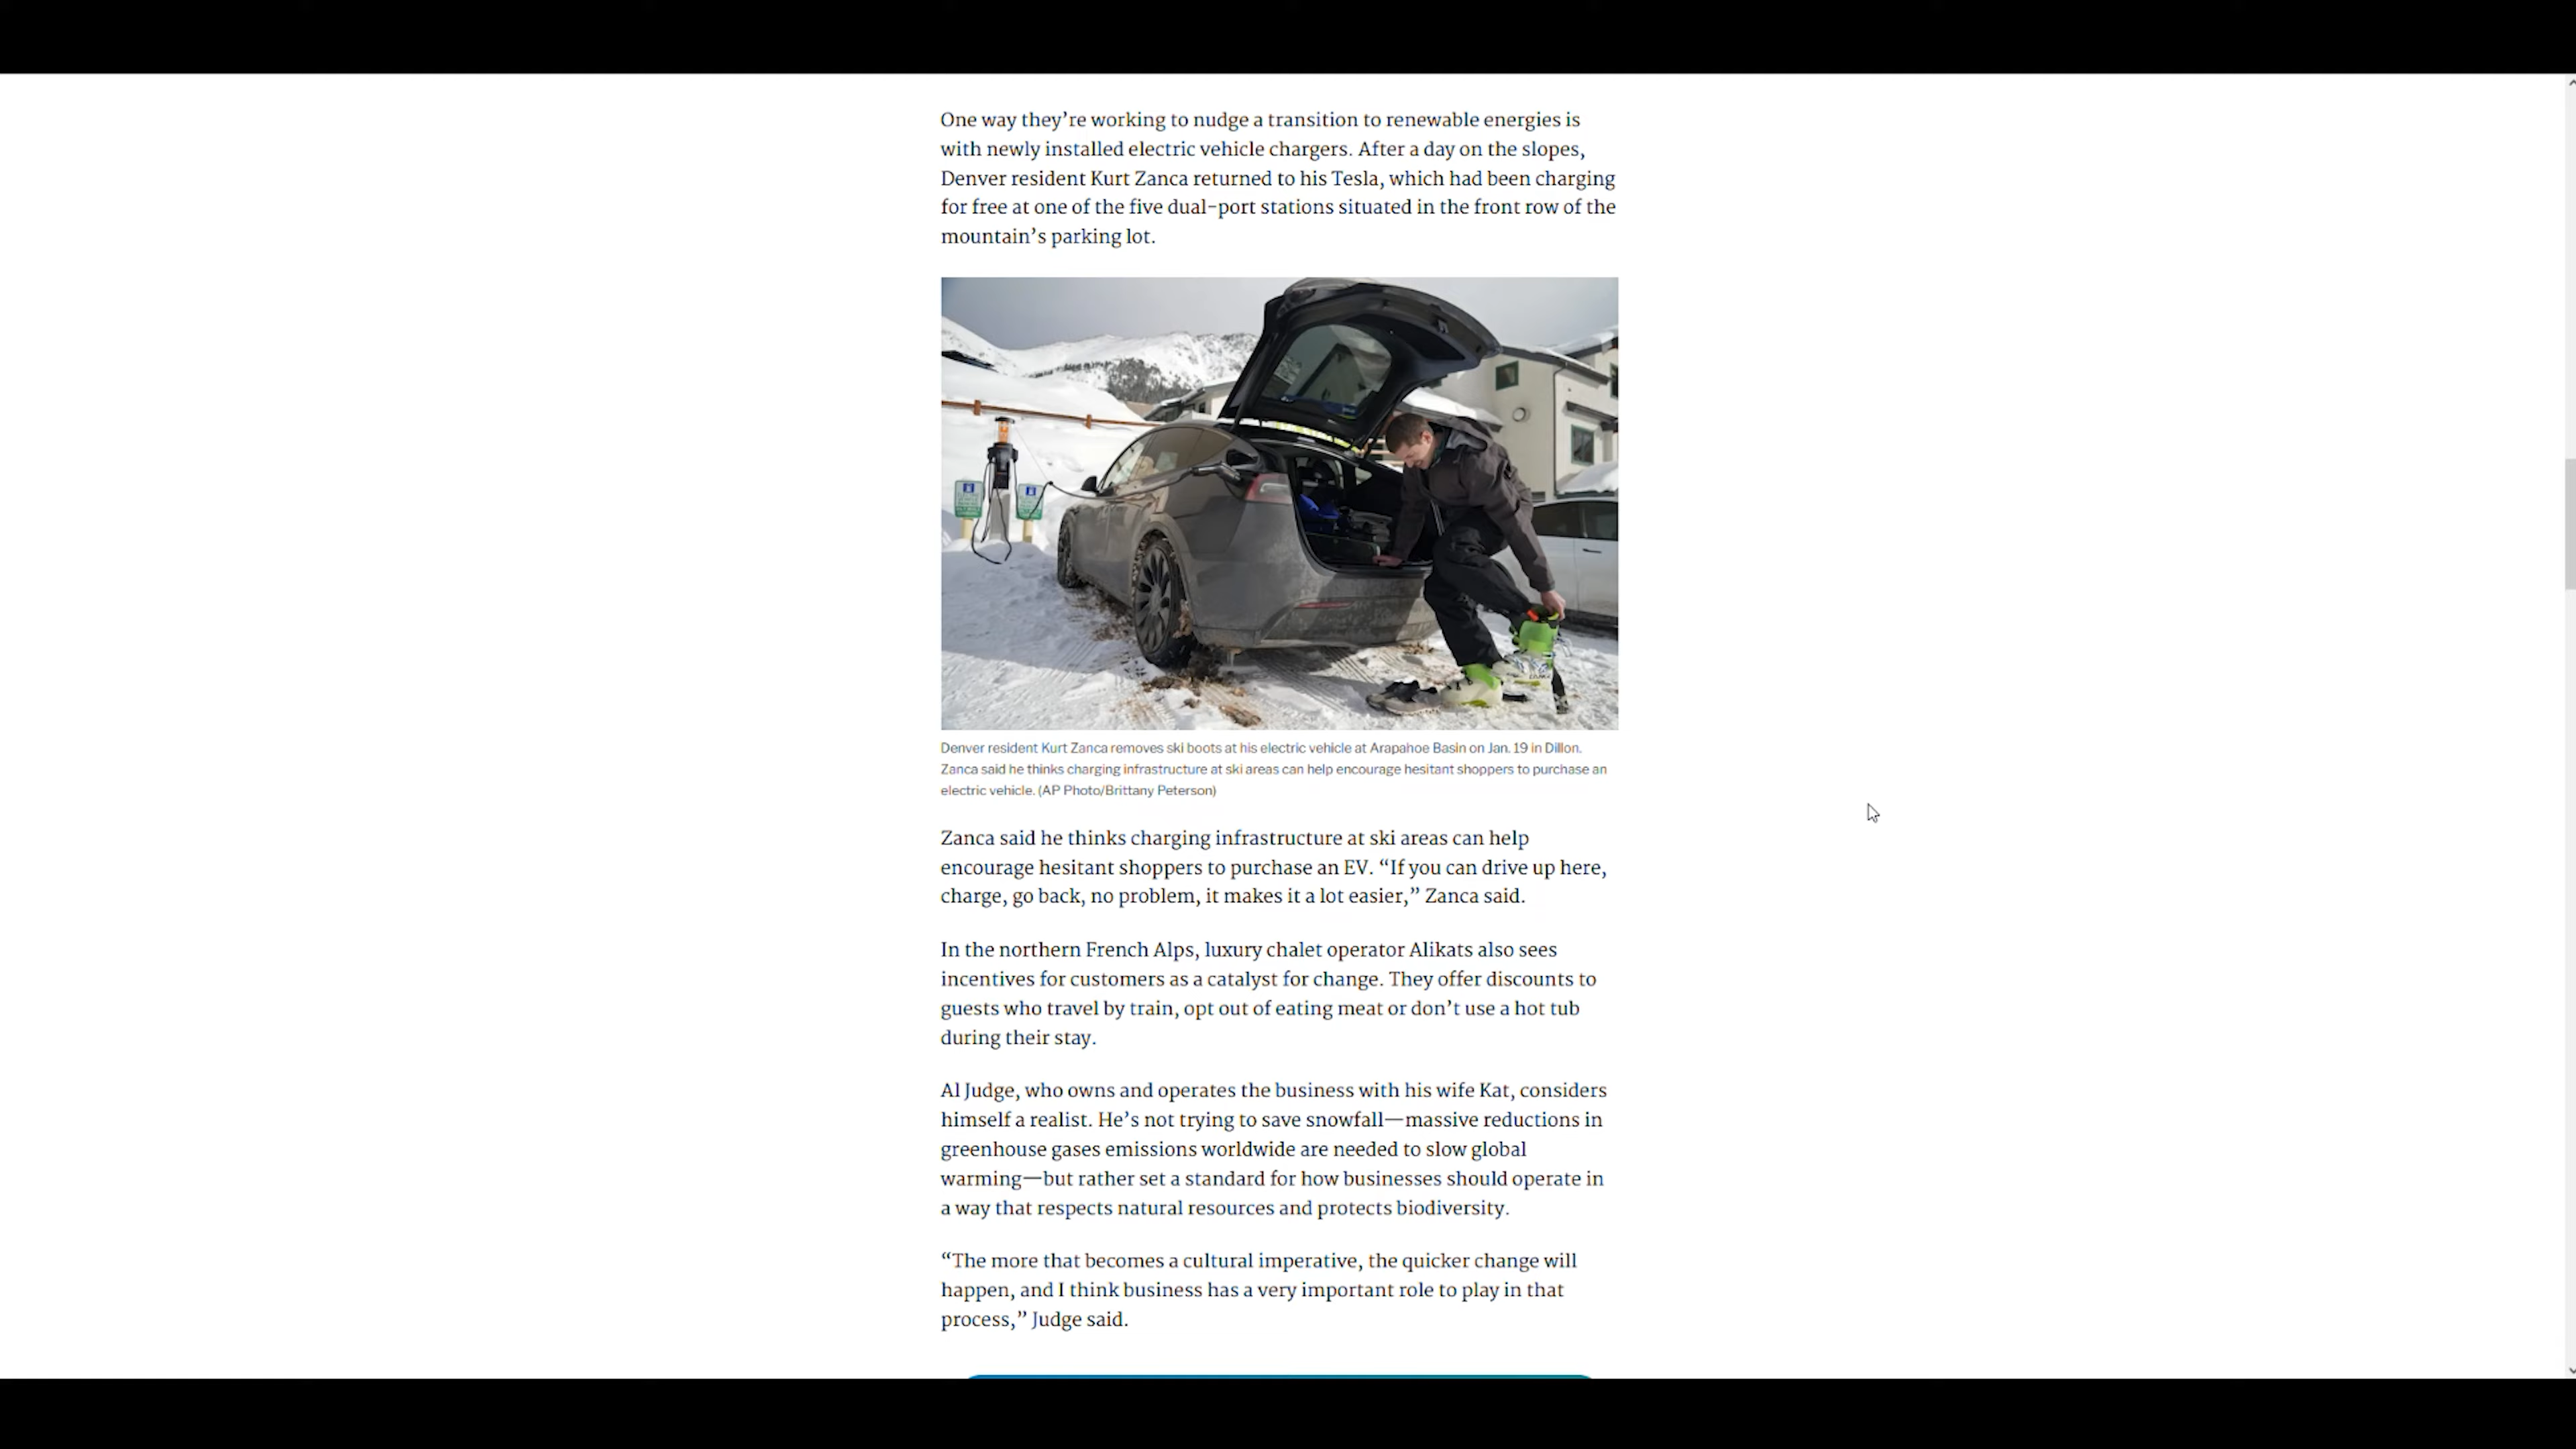 One way they’re working to nudge a transition to renewable energies is
with newly installed electric vehicle chargers. After a day on the slopes,
Denver resident Kurt Zanca returned to his Tesla, which had been charging
for free at one of the five dual-port stations situated in the front row of the
mountain’s parking lot.
Denver resident Kurt Zanca removes ski boots at his electric vehicle at Arapahoe Basin on Jan. 19 in Dillon.
Zanca said he thinks charging infrastructure at ski areas can help encourage hesitant shoppers to purchase an
electric vehicle. (AP Photo/Brittany Peterson)
Zanca said he thinks charging infrastructure at ski areas can help
encourage hesitant shoppers to purchase an EV. “If you can drive up here,
charge, go back, no problem, it makes it a lot easier,” Zanca said.
In the northern French Alps, luxury chalet operator Alikats also sees
incentives for customers as a catalyst for change. They offer discounts to
guests who travel by train, opt out of eating meat or don’t use a hot tub
during their stay.
Al Judge, who owns and operates the business with his wife Kat, considers
himself a realist. He’s not trying to save snowfall—massive reductions in
greenhouse gases emissions worldwide are needed to slow global
warming—but rather set a standard for how businesses should operate in
a way that respects natural resources and protects biodiversity.
“The more that becomes a cultural imperative, the quicker change will
happen, and I think business has a very important role to play in that
process,” Judge said.